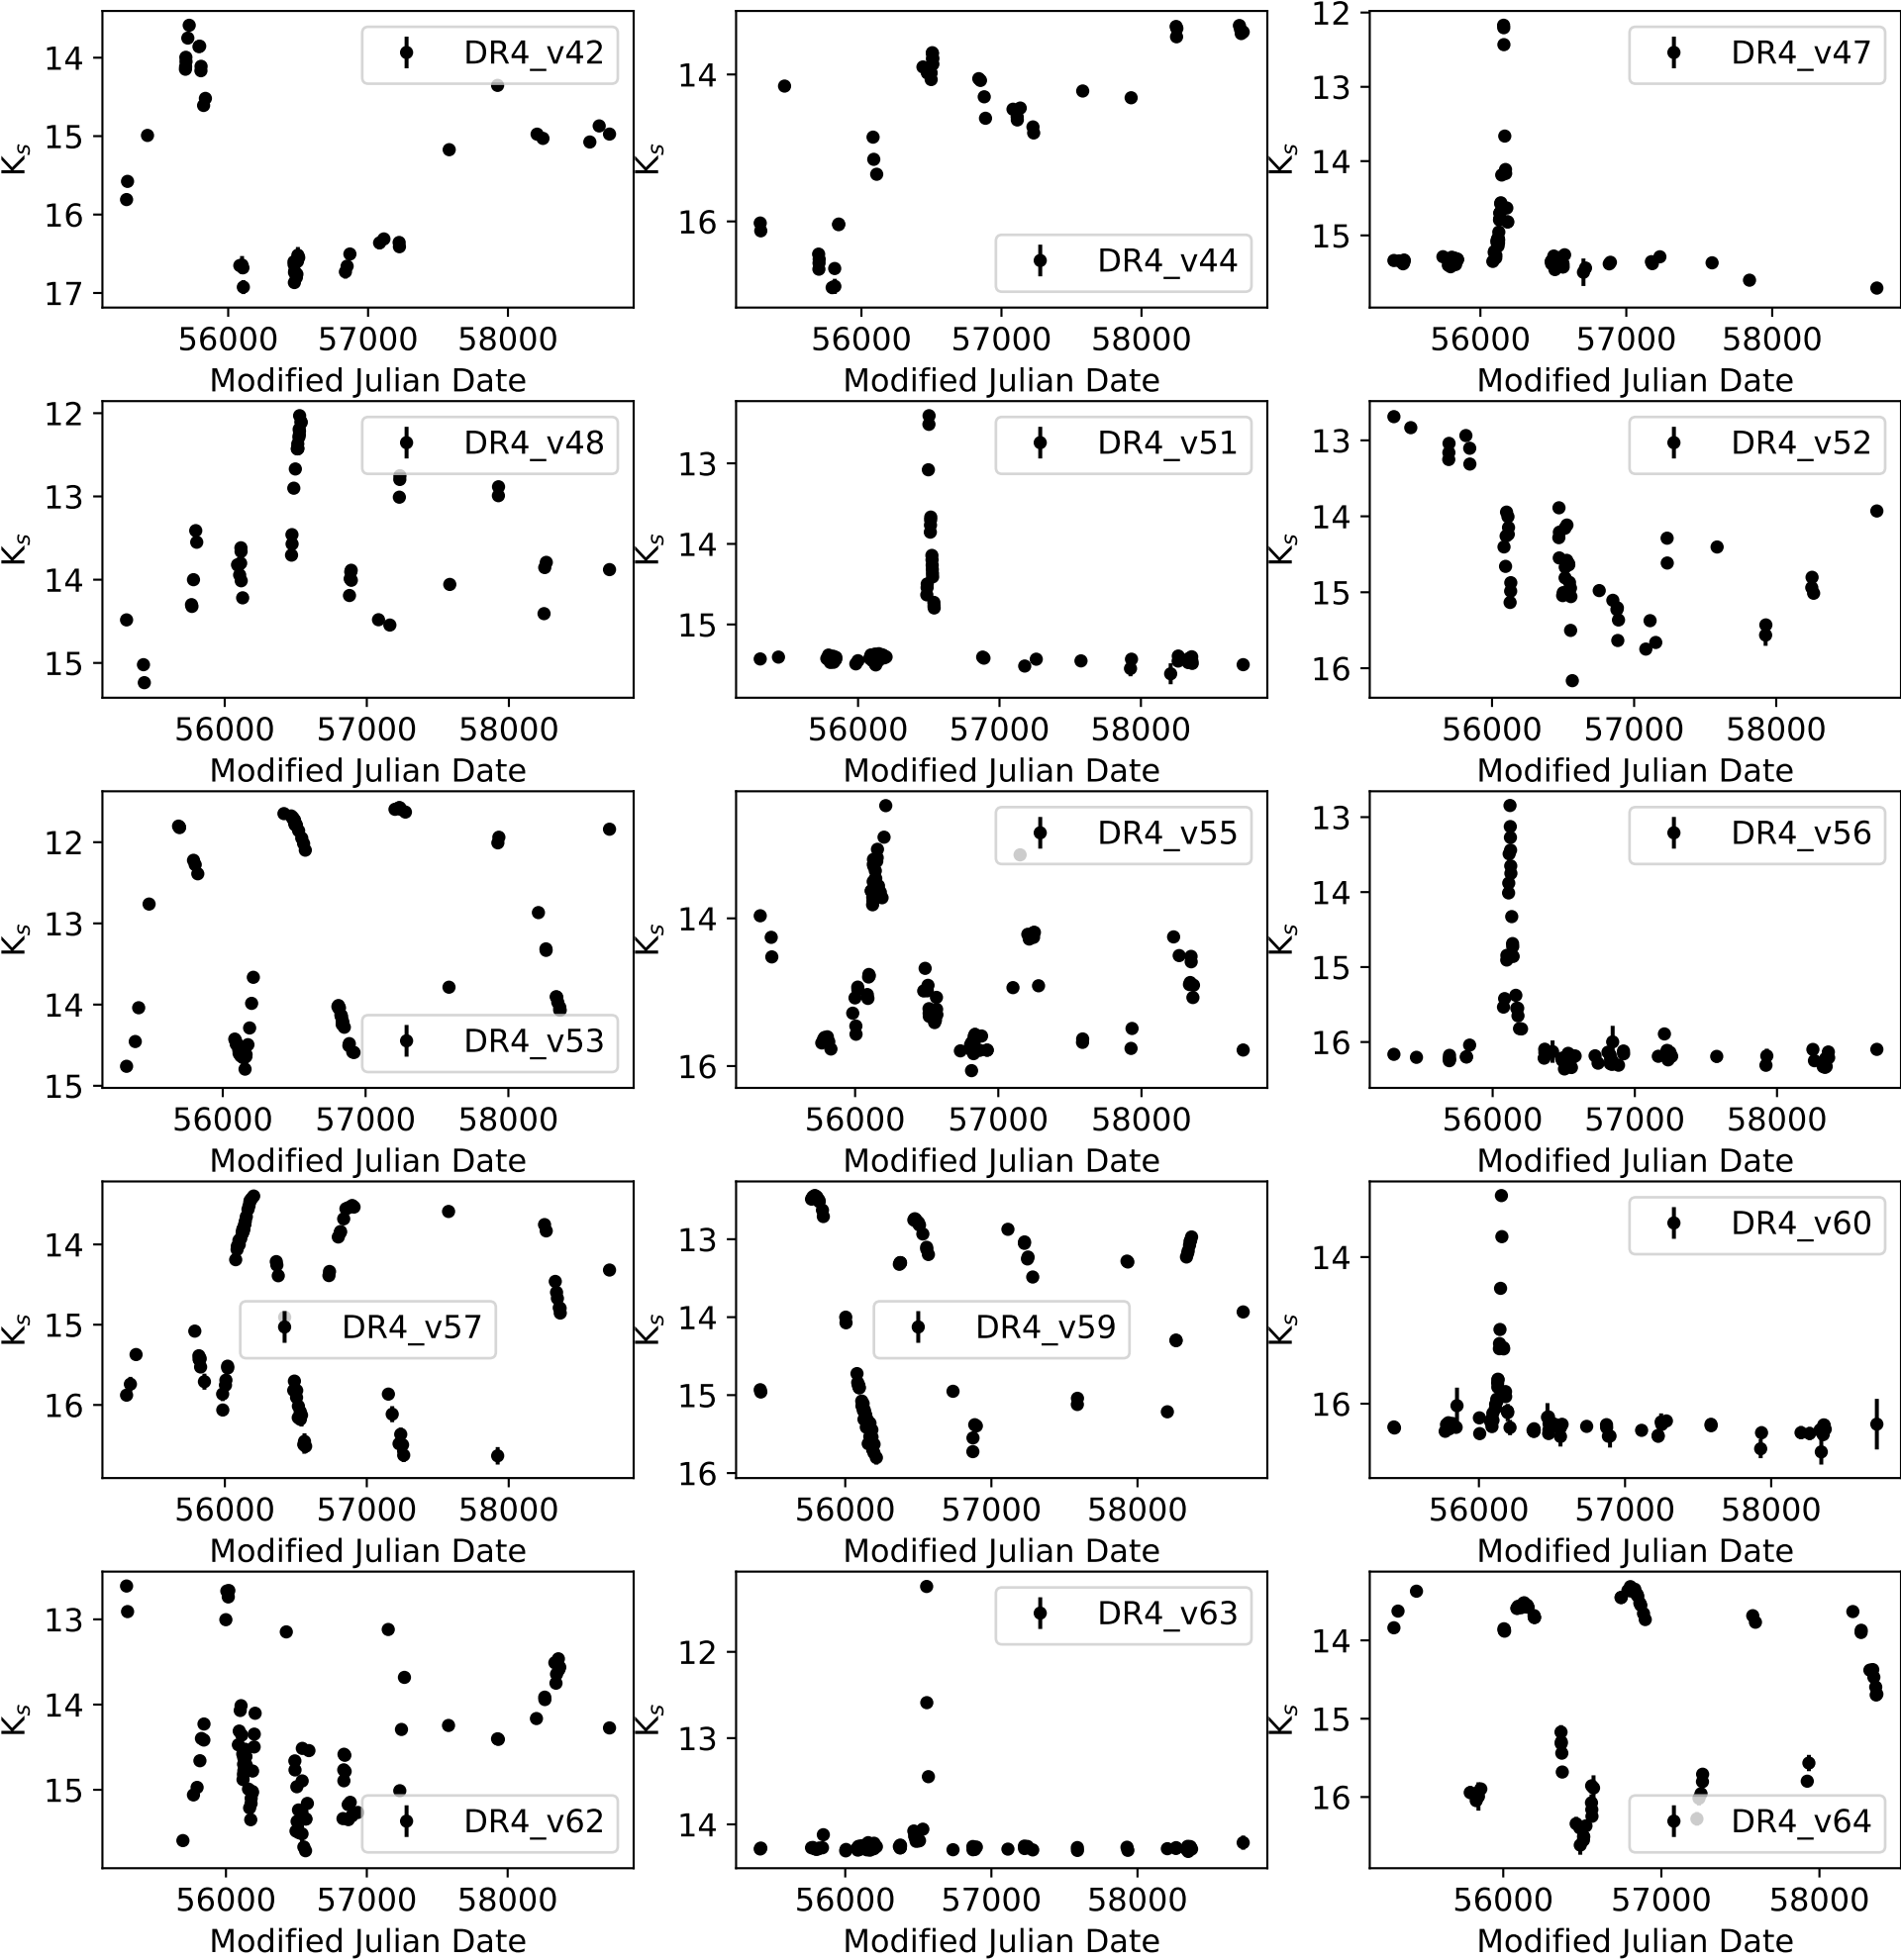 DR4_v42
14
15
16
17
Ks
56000 57000 58000
Modified Julian Date
DR4_v44
14
16
Ks
56000 57000 58000
Modified Julian Date
DR4_v47
12
13
14
15
Ks
56000 57000 58000
Modified Julian Date
DR4_v48
12
13
14
15
Ks
56000 57000 58000
Modified Julian Date
DR4_v51
13
14
15
Ks
56000 57000 58000
Modified Julian Date
DR4_v52
13
14
15
16
Ks
56000 57000 58000
Modified Julian Date
DR4_v53
12
13
14
15
Ks
56000 57000 58000
Modified Julian Date
DR4_v55
14
16
Ks
56000 57000 58000
Modified Julian Date
DR4_v56
13
14
15
16
Ks
56000 57000 58000
Modified Julian Date
DR4_v57
14
15
16
Ks
56000 57000 58000
Modified Julian Date
DR4_v59
13
14
15
16
Ks
56000 57000 58000
Modified Julian Date
DR4_v60
14
16
Ks
56000 57000 58000
Modified Julian Date
DR4_v62
13
14
15
Ks
56000 57000 58000
Modified Julian Date
DR4_v63
12
13
14
Ks
56000 57000 58000
Modified Julian Date
DR4_v64
14
15
16
Ks
56000 57000 58000
Modified Julian Date